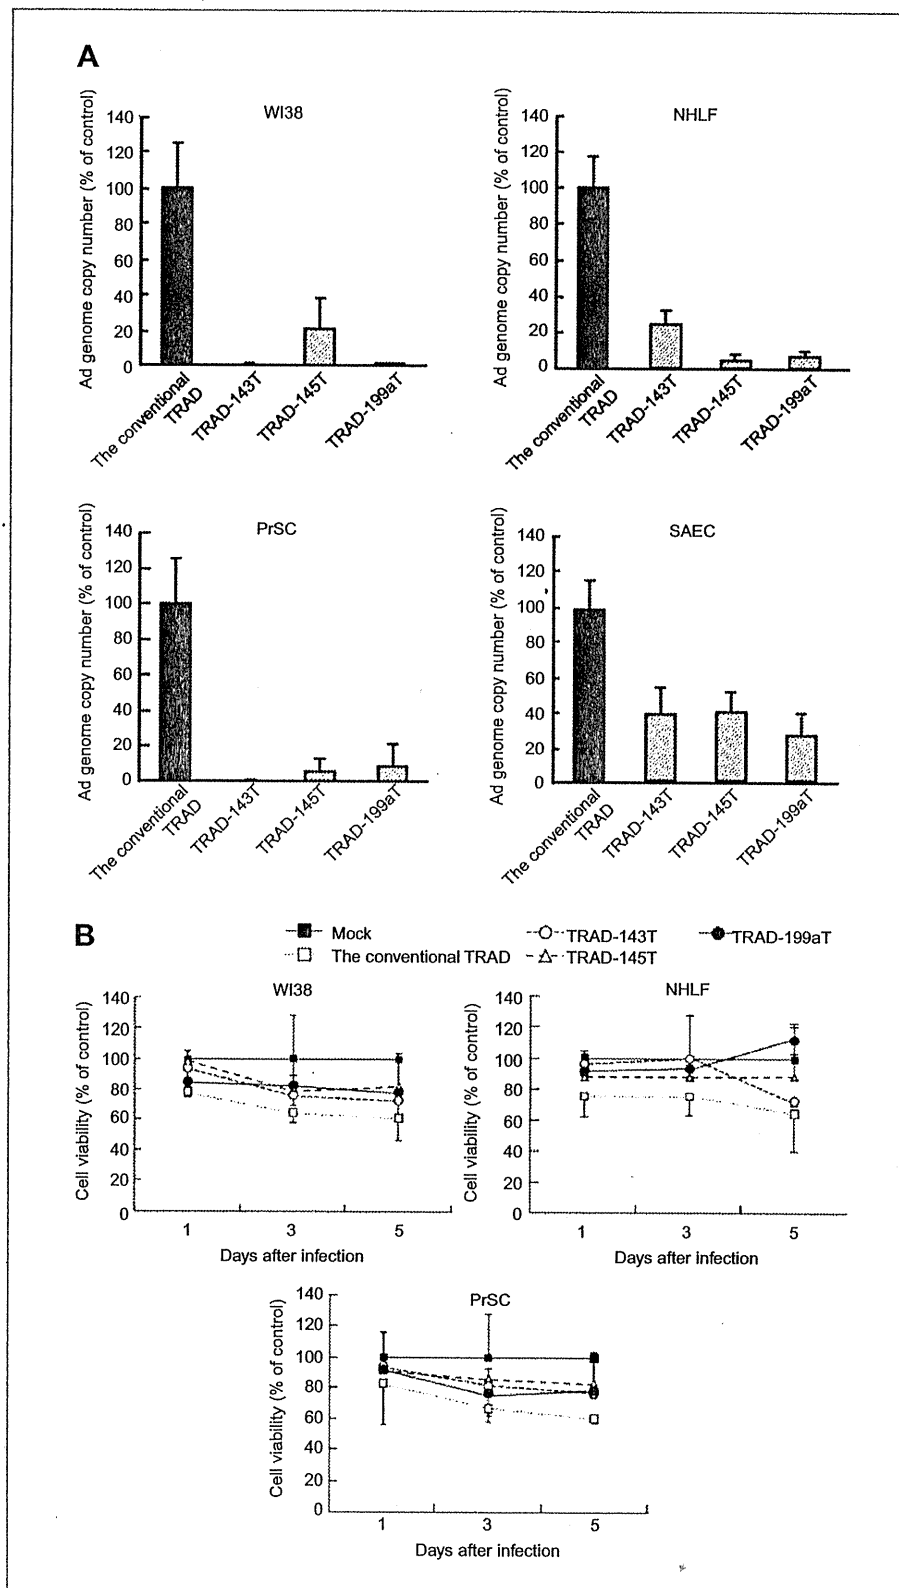 A
WI38
Ad genome copy number (% of control)
140
120
100
80
60
40
20
0
The conventional TRAD
TRAD-143T
TRAD-145T
TRAD-199aT
NHLF
Ad genome copy number (% of control)
140
120
100
80
60
40
20
0
The conventional TRAD
TRAD-143T
TRAD-145T
TRAD-199aT
PrSC
Ad genome copy number (% of control)
140
120
100
80
60
40
20
0
The conventional TRAD
TRAD-143T
TRAD-145T
TRAD-199aT
SAEC
Ad genome copy number (% of control)
140
120
100
80
60
40
20
0
The conventional TRAD
TRAD-143T
TRAD-145T
TRAD-199aT
B
Mock
The conventional TRAD
TRAD-143T
TRAD-145T
TRAD-199aT
WI38
Cell viability (% of control)
140
120
100
80
60
40
20
0
1 3 5
Days after infection
NHLF
Cell viability (% of control)
140
120
100
80
60
40
20
0
1 3 5
Days after infection
PrSC
Cell viability (% of control)
140
120
100
80
60
40
20
0
1 3 5
Days after infection